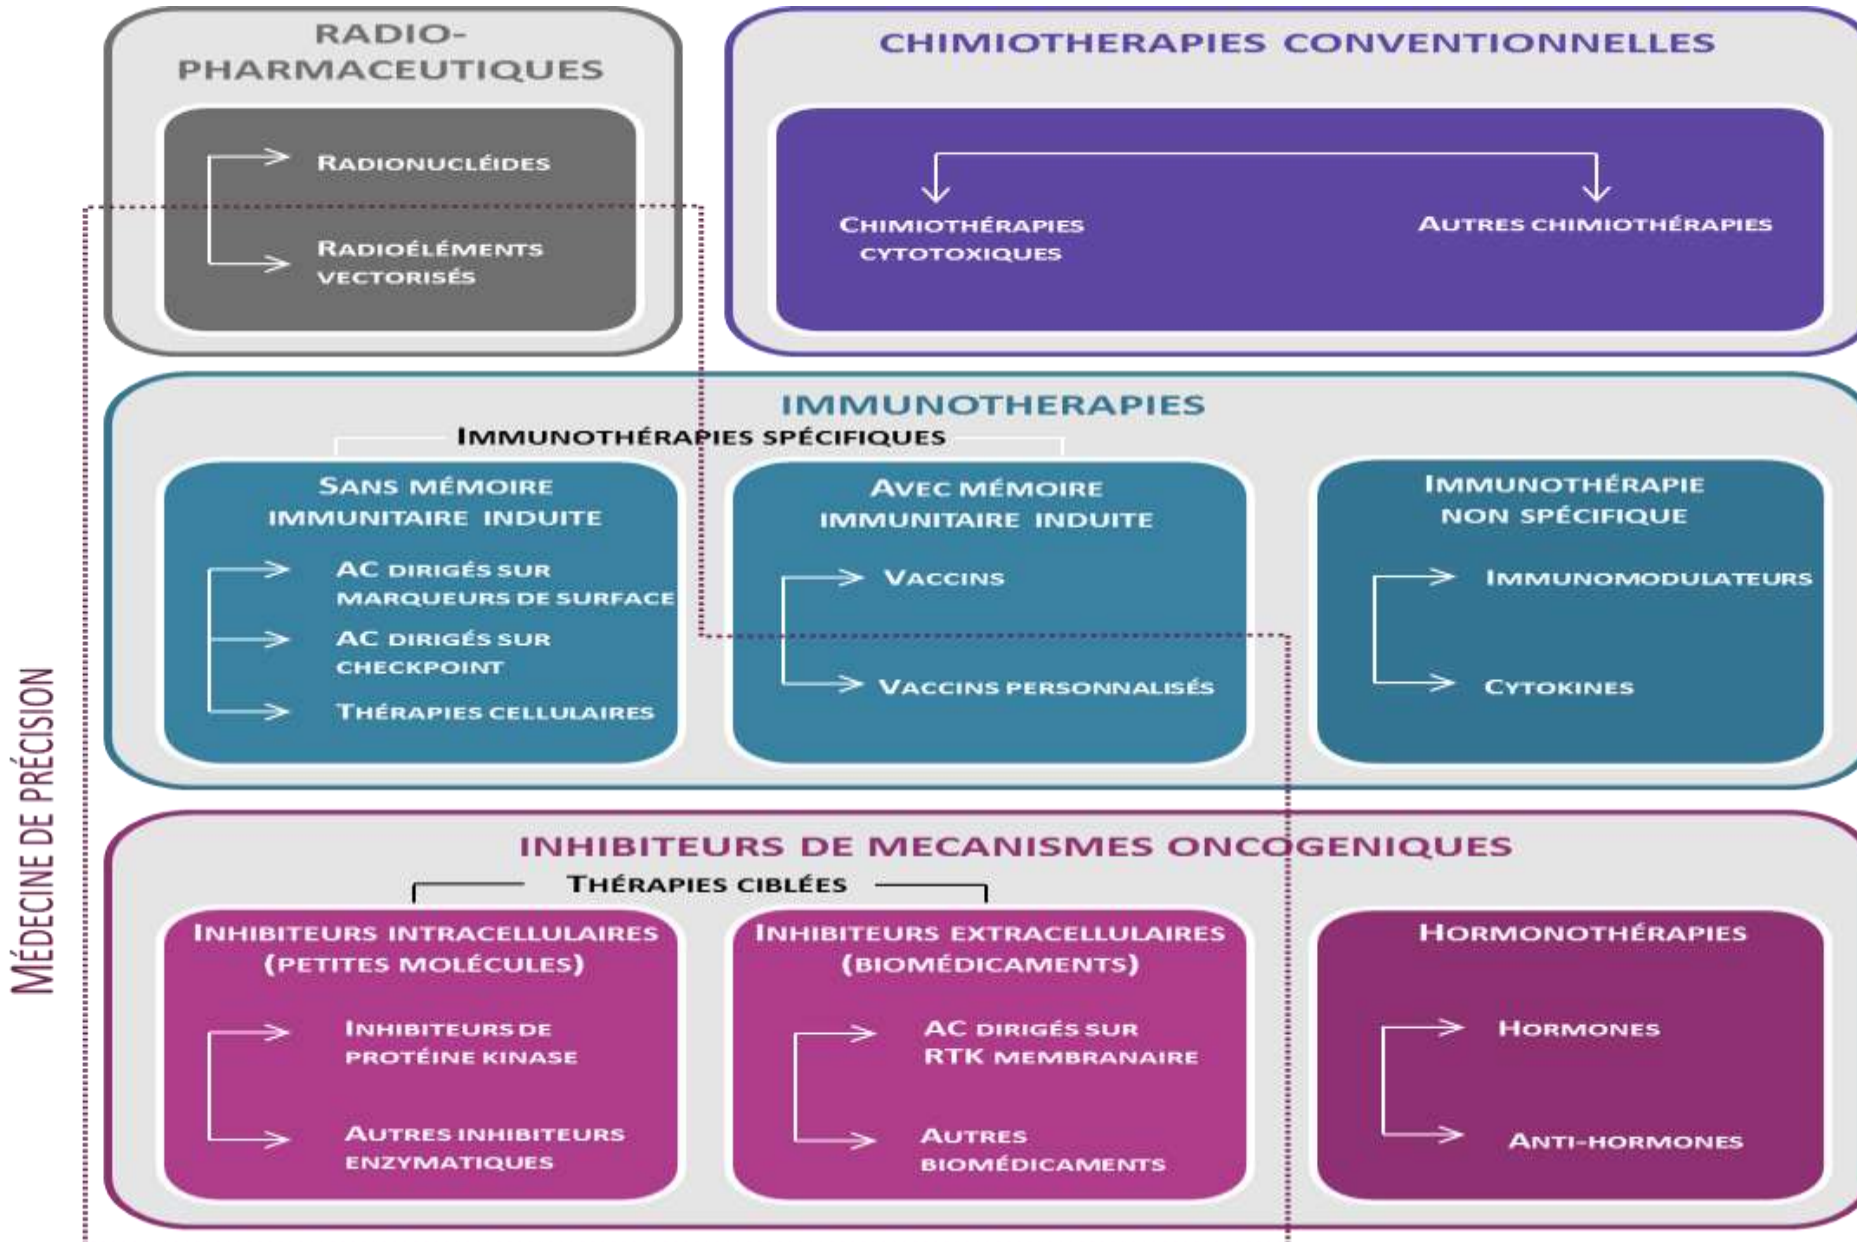 RADIO-
PHARMACEUTIQUES
RADIONUCLÉIDES
RADIOÉLÉMENTS
VECTORISÉS
CHIMIOTHERAPIES CONVENTIONNELLES
CHIMIOTHÉRAPIES
CYTOTOXIQUES
AUTRES CHIMIOTHÉRAPIES
MÉDECINE DE PRÉCISION
IMMUNOTHERAPIES
IMMUNOTHÉRAPIES SPÉCIFIQUES
SANS MÉMOIRE
IMMUNITAIRE INDUITE
AC DIRIGÉS SUR
MARQUEURS DE SURFACE
AC DIRIGÉS SUR
CHECKPOINT
THÉRAPIES CELLULAIRES
AVEC MÉMOIRE
IMMUNITAIRE INDUITE
VACCINS
VACCINS PERSONNALISÉS
IMMUNOTHÉRAPIE
NON SPÉCIFIQUE
IMMUNOMODULATEURS
CYTOKINES
INHIBITEURS DE MECANISMES ONCOGENIQUES
THÉRAPIES CIBLÉES
INHIBITEURS INTRACELLULAIRES
(PETITES MOLÉCULES)
INHIBITEURS DE
PROTÉINE KINASE
AUTRES INHIBITEURS
ENZYMATIQUES
INHIBITEURS EXTRACELLULAIRES
(BIOMÉDICAMENTS)
AC DIRIGÉS SUR
RTK MEMBRANAIRE
AUTRES
BIOMÉDICAMENTS
HORMONOTHÉRAPIES
HORMONES
ANTI-HORMONES